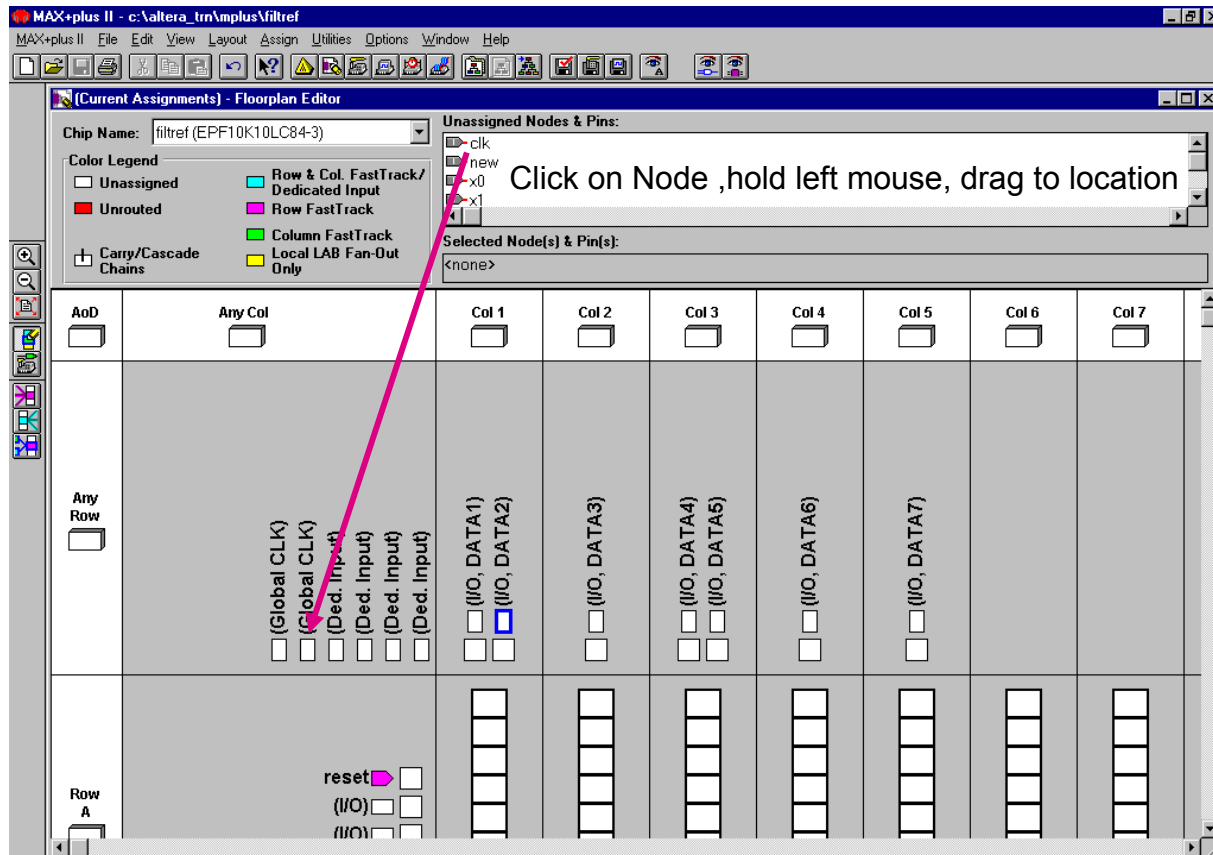 MAX+plus II - c:\altera_trn\mplus\filtref
MAX+plus II File Edit View Layout Assign Utilities Options Window Help
(Current Assignments) - Floorplan Editor
Chip Name: filtref (EPF10K10LC84-3)
Color Legend
Unassigned
Unrouted
Carry/Cascade
Chains
Row & Col. FastTrack/
Dedicated Input
Row FastTrack
Column FastTrack
Local LAB Fan-Out
Only
Unassigned Nodes & Pins:
clk
new
x0
x1
Click on Node ,hold left mouse, drag to location
Selected Node(s) & Pin(s):
<none>
AoD
Any Col
Col 1
Col 2
Col 3
Col 4
Col 5
Col 6
Col 7
Any
Row
(Global CLK)
(Global CLK)
(Ded. Input)
(Ded. Input)
(Ded. Input)
(Ded. Input)
(I/O, DATA1)
(I/O, DATA2)
(I/O, DATA3)
(I/O, DATA4)
(I/O, DATA5)
(I/O, DATA6)
(I/O, DATA7)
Row
A
reset
(I/O)
(I/O)